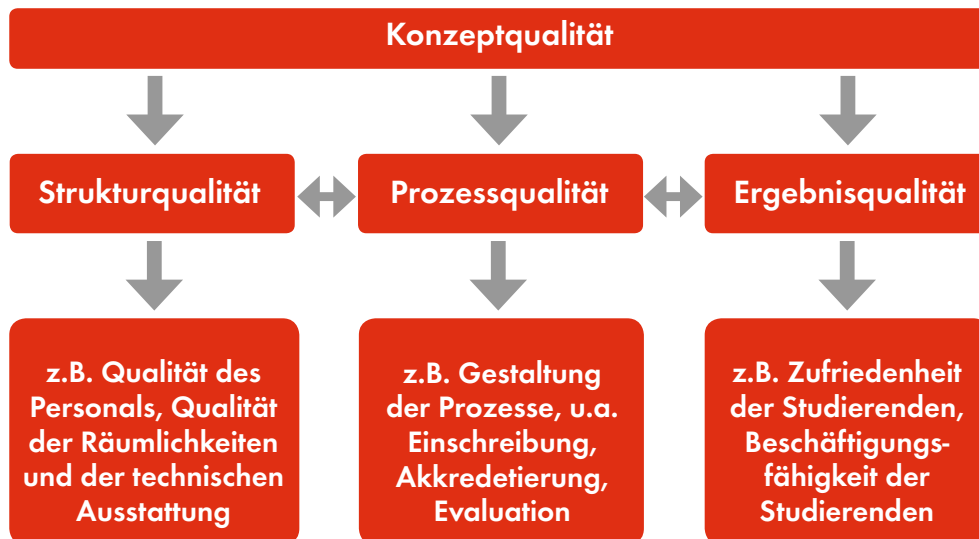 Konzeptqualität
Strukturqualität
Prozessqualität
Ergebnisqualität
z.B. Qualität des
Personals, Qualität
der Räumlichkeiten
und der technischen
Ausstattung
z.B. Gestaltung
der Prozesse, u.a.
Einschreibung,
Akkredetierung,
Evaluation
z.B. Zufriedenheit
der Studierenden,
Beschäftigungs-
fähigkeit der
Studierenden